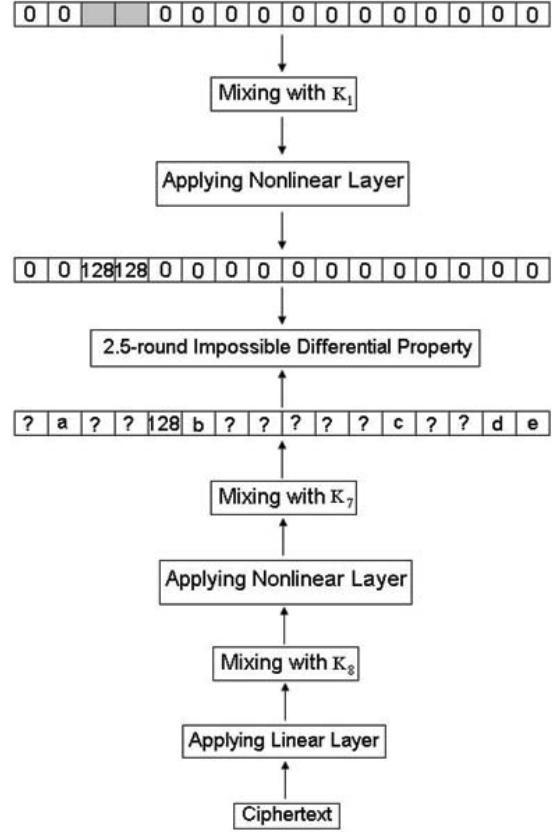 0 0 0 0 0 0 0 0 0 0 0 0 0 0
Mixing with K₁
Applying Nonlinear Layer
0 0 128 128 0 0 0 0 0 0 0 0 0 0 0 0
2.5-round Impossible Differential Property
? a ? ? 128 b ? ? ? ? ? c ? ? d e
Mixing with K₇
Applying Nonlinear Layer
Mixing with K₈
Applying Linear Layer
Ciphertext